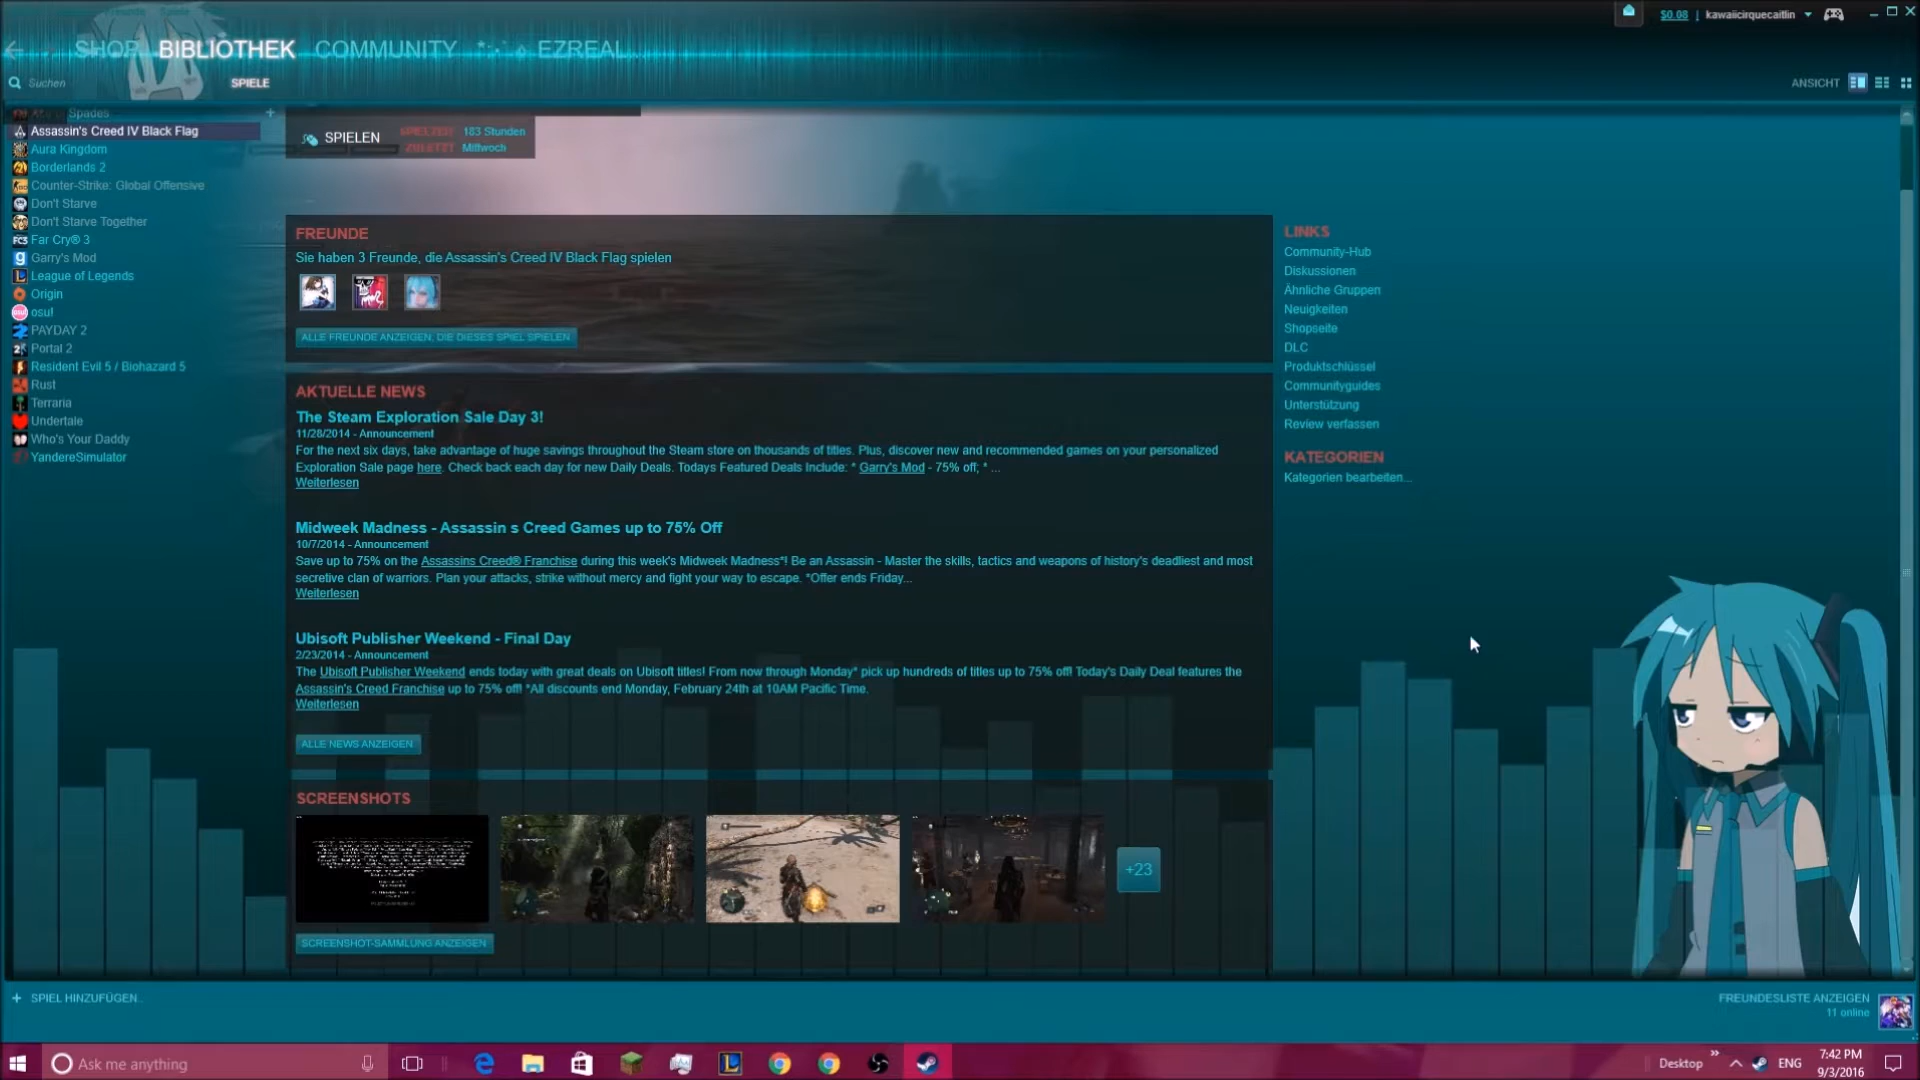 $0.08 | kawaiicirquecaitlin
SHOP BIBLIOTHEK COMMUNITY EZREAL
Suchen
SPIELE
ANSICHT
Spades
Assassin's Creed IV Black Flag
Aura Kingdom
Borderlands 2
Counter-Strike: Global Offensive
Don't Starve
Don't Starve Together
Far Cry® 3
Garry's Mod
League of Legends
Origin
osu!
PAYDAY 2
Portal 2
Resident Evil 5 / Biohazard 5
Rust
Terraria
Undertale
Who's Your Daddy
YandereSimulator
SPIELEN
SPIELZEIT 183 Stunden
ZULETZT Mittwoch
FREUNDE
Sie haben 3 Freunde, die Assassin's Creed IV Black Flag spielen
ALLE FREUNDE ANZEIGEN, DIE DIESES SPIEL SPIELEN
AKTUELLE NEWS
The Steam Exploration Sale Day 3!
11/28/2014 - Announcement
For the next six days, take advantage of huge savings throughout the Steam store on thousands of titles. Plus, discover new and recommended games on your personalized
Exploration Sale page here. Check back each day for new Daily Deals. Todays Featured Deals Include: * Garry's Mod - 75% off; * ...
Weiterlesen
Midweek Madness - Assassin s Creed Games up to 75% Off
10/7/2014 - Announcement
Save up to 75% on the Assassins Creed® Franchise during this week's Midweek Madness*! Be an Assassin - Master the skills, tactics and weapons of history's deadliest and most
secretive clan of warriors. Plan your attacks, strike without mercy and fight your way to escape. *Offer ends Friday...
Weiterlesen
Ubisoft Publisher Weekend - Final Day
2/23/2014 - Announcement
The Ubisoft Publisher Weekend ends today with great deals on Ubisoft titles! From now through Monday* pick up hundreds of titles up to 75% off! Today's Daily Deal features the
Assassin's Creed Franchise up to 75% off! *All discounts end Monday, February 24th at 10AM Pacific Time.
Weiterlesen
ALLE NEWS ANZEIGEN
SCREENSHOTS
+23
SCREENSHOT-SAMMLUNG ANZEIGEN
LINKS
Community-Hub
Diskussionen
Ähnliche Gruppen
Neuigkeiten
Shopseite
DLC
Produktschlüssel
Communityguides
Unterstützung
Review verfassen
KATEGORIEN
Kategorien bearbeiten...
+ SPIEL HINZUFÜGEN...
FREUNDESLISTE ANZEIGEN
11 online
Ask me anything
Desktop
ENG
7:42 PM
9/3/2016